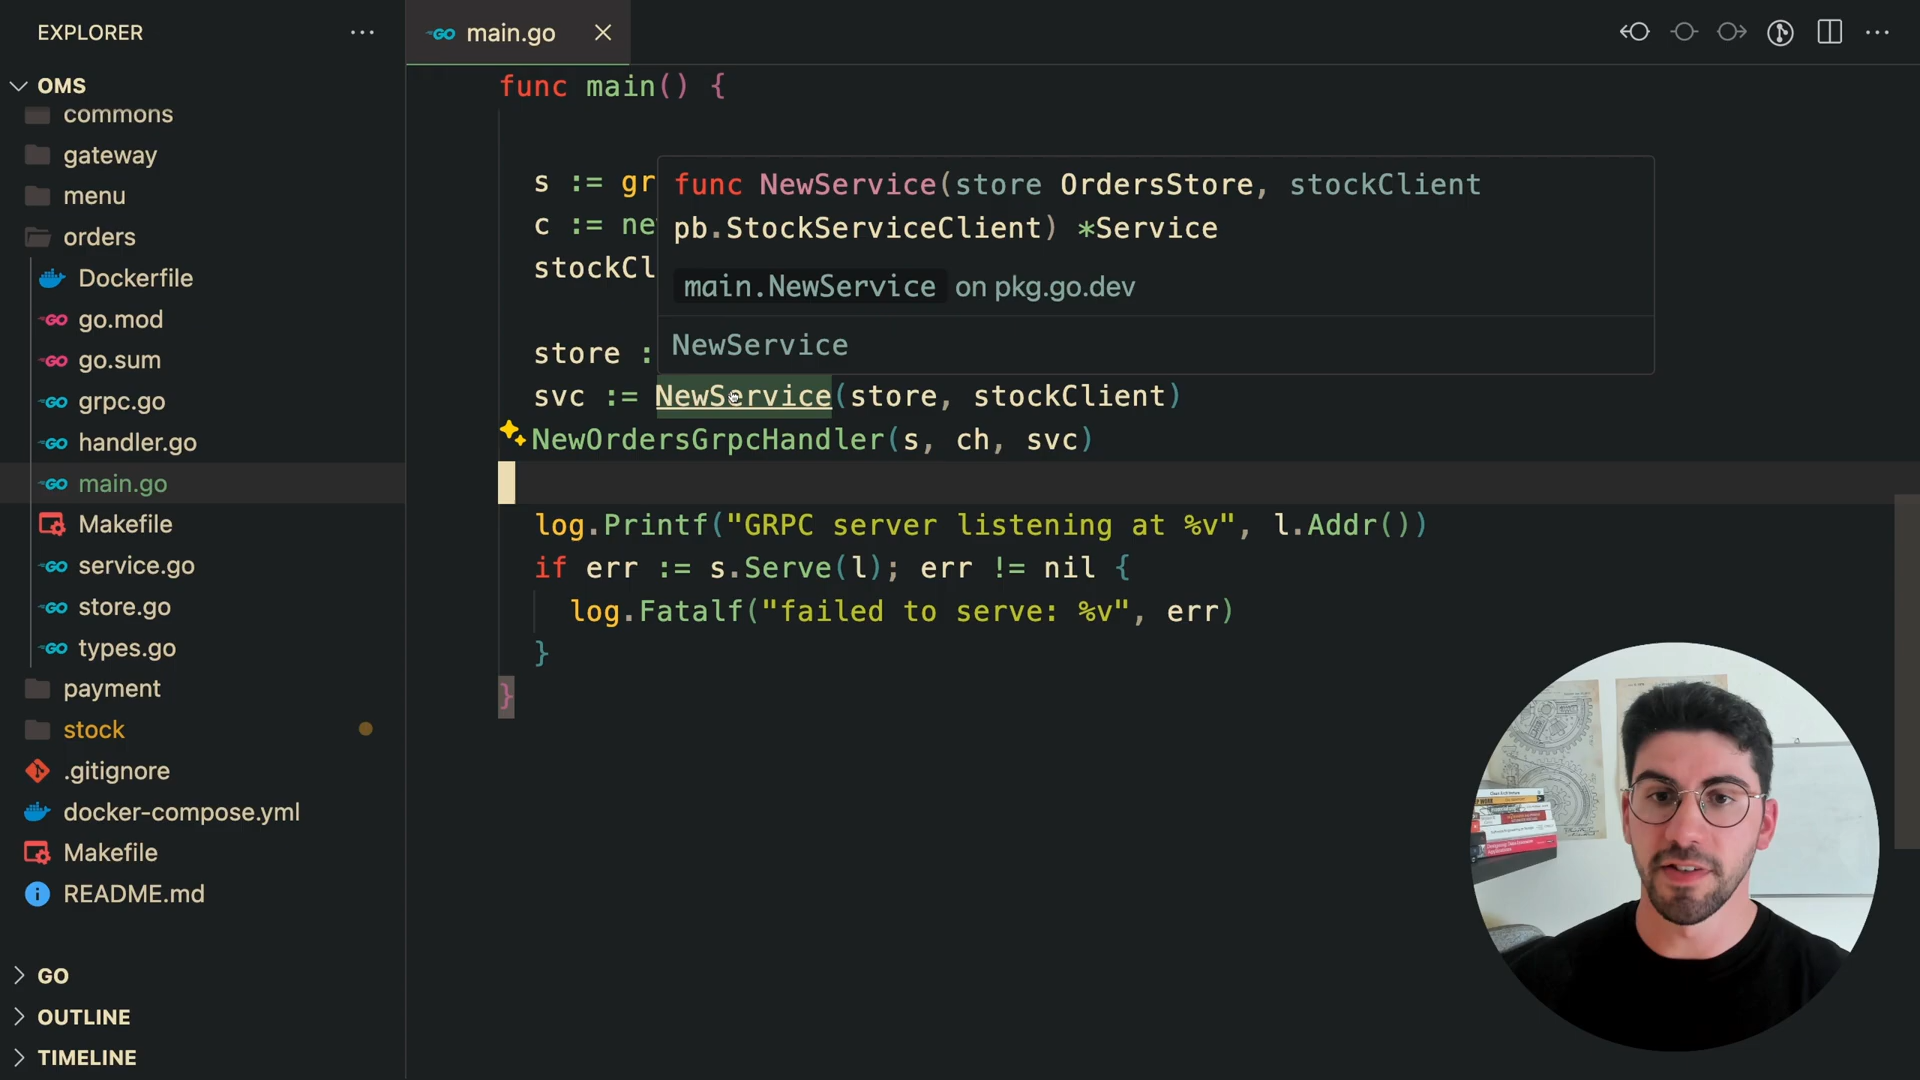 EXPLORER
main.go
OMS
commons
gateway
menu
orders
Dockerfile
go.mod
go.sum
grpc.go
handler.go
main.go
Makefile
service.go
store.go
types.go
payment
stock
.gitignore
docker-compose.yml
Makefile
README.md
GO
OUTLINE
TIMELINE
func main() {
s := gr
c := ne
stockCl
func NewService(store OrdersStore, stockClient
pb.StockServiceClient) *Service
main.NewService on pkg.go.dev
NewService
store :
svc := NewService(store, stockClient)
NewOrdersGrpcHandler(s, ch, svc)
log.Printf("GRPC server listening at %v", l.Addr())
if err := s.Serve(l); err != nil {
log.Fatalf("failed to serve: %v", err)
}
}